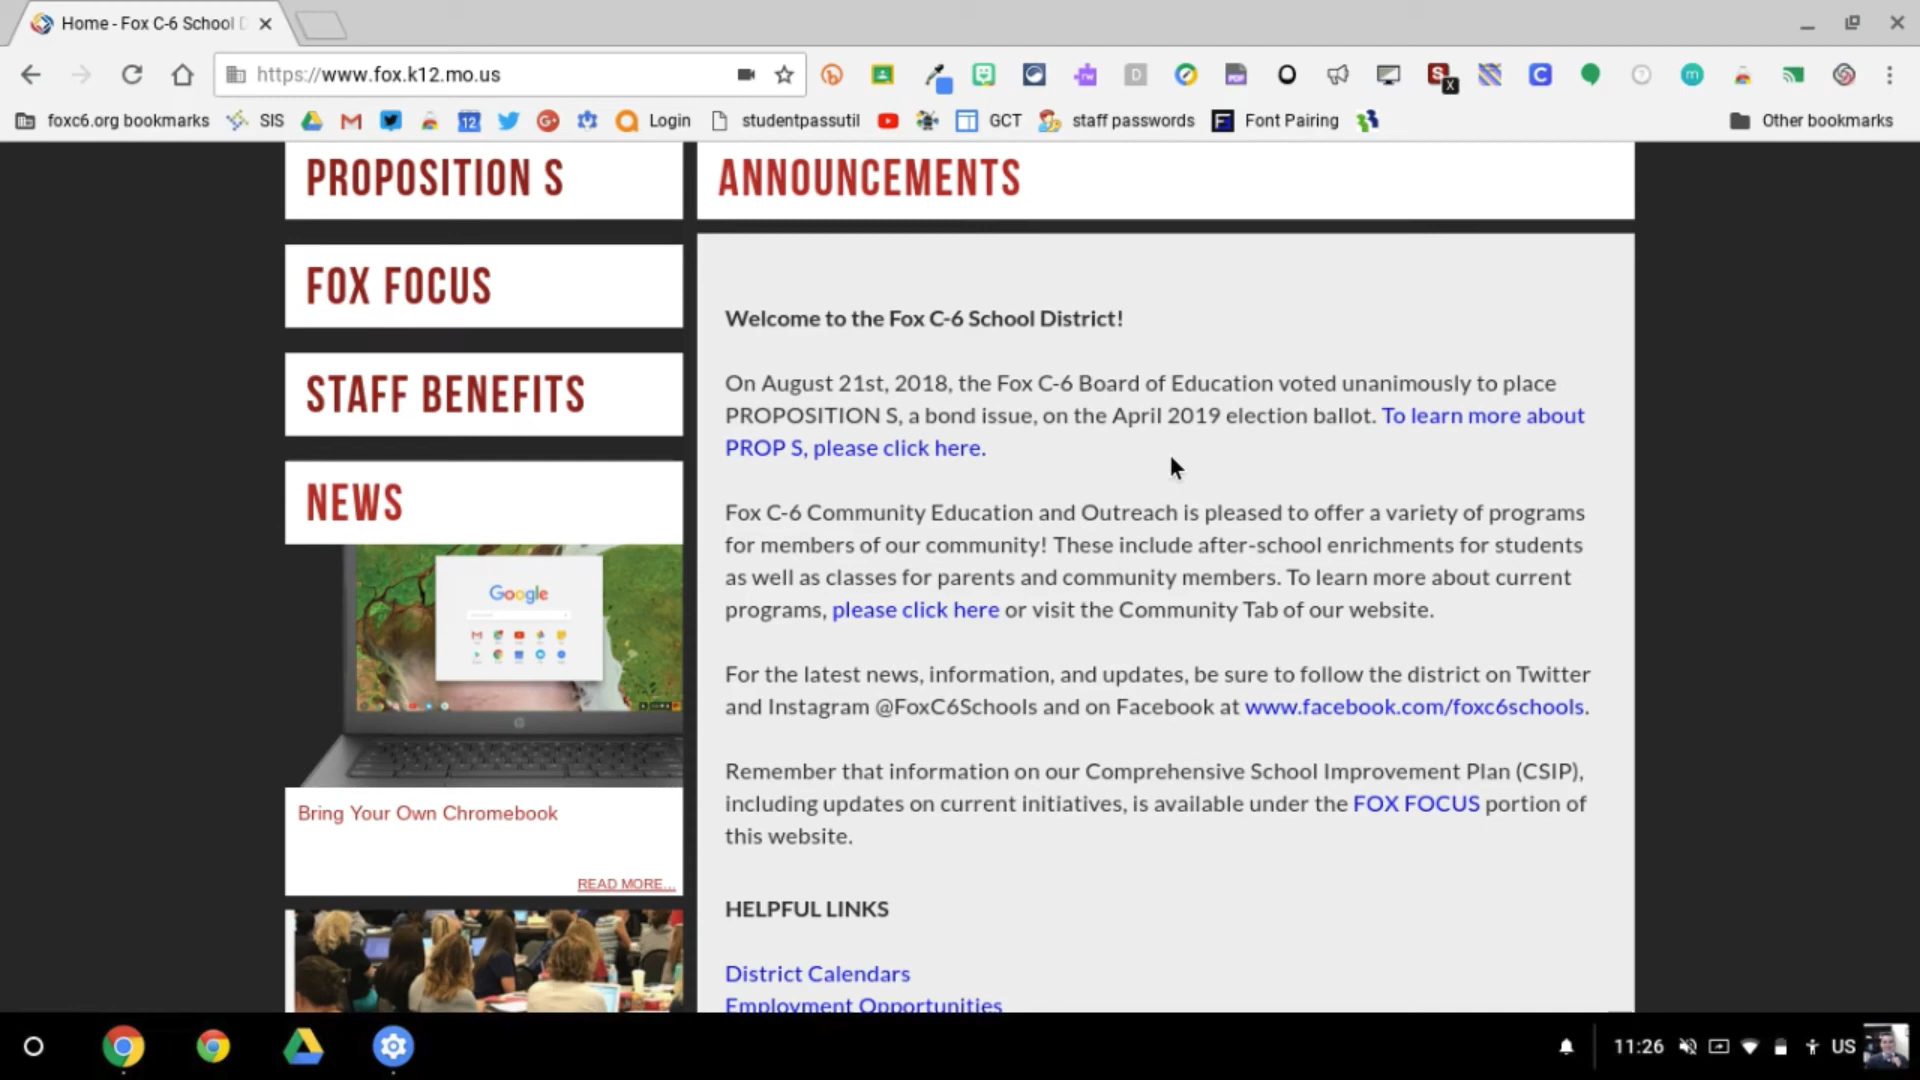 Home - Fox C-6 School D
https://www.fox.k12.mo.us
foxc6.org bookmarks
SIS
12
Login
studentpassutil
GCT
staff passwords
Font Pairing
Other bookmarks
PROPOSITION S
FOX FOCUS
STAFF BENEFITS
NEWS
Google
Bring Your Own Chromebook
READ MORE...
ANNOUNCEMENTS
Welcome to the Fox C-6 School District!
On August 21st, 2018, the Fox C-6 Board of Education voted unanimously to place
PROPOSITION S, a bond issue, on the April 2019 election ballot. To learn more about
PROP S, please click here.
Fox C-6 Community Education and Outreach is pleased to offer a variety of programs
for members of our community! These include after-school enrichments for students
as well as classes for parents and community members. To learn more about current
programs, please click here or visit the Community Tab of our website.
For the latest news, information, and updates, be sure to follow the district on Twitter
and Instagram @FoxC6Schools and on Facebook at www.facebook.com/foxc6schools.
Remember that information on our Comprehensive School Improvement Plan (CSIP),
including updates on current initiatives, is available under the FOX FOCUS portion of
this website.
HELPFUL LINKS
District Calendars
Employment Opportunities
11:26
US